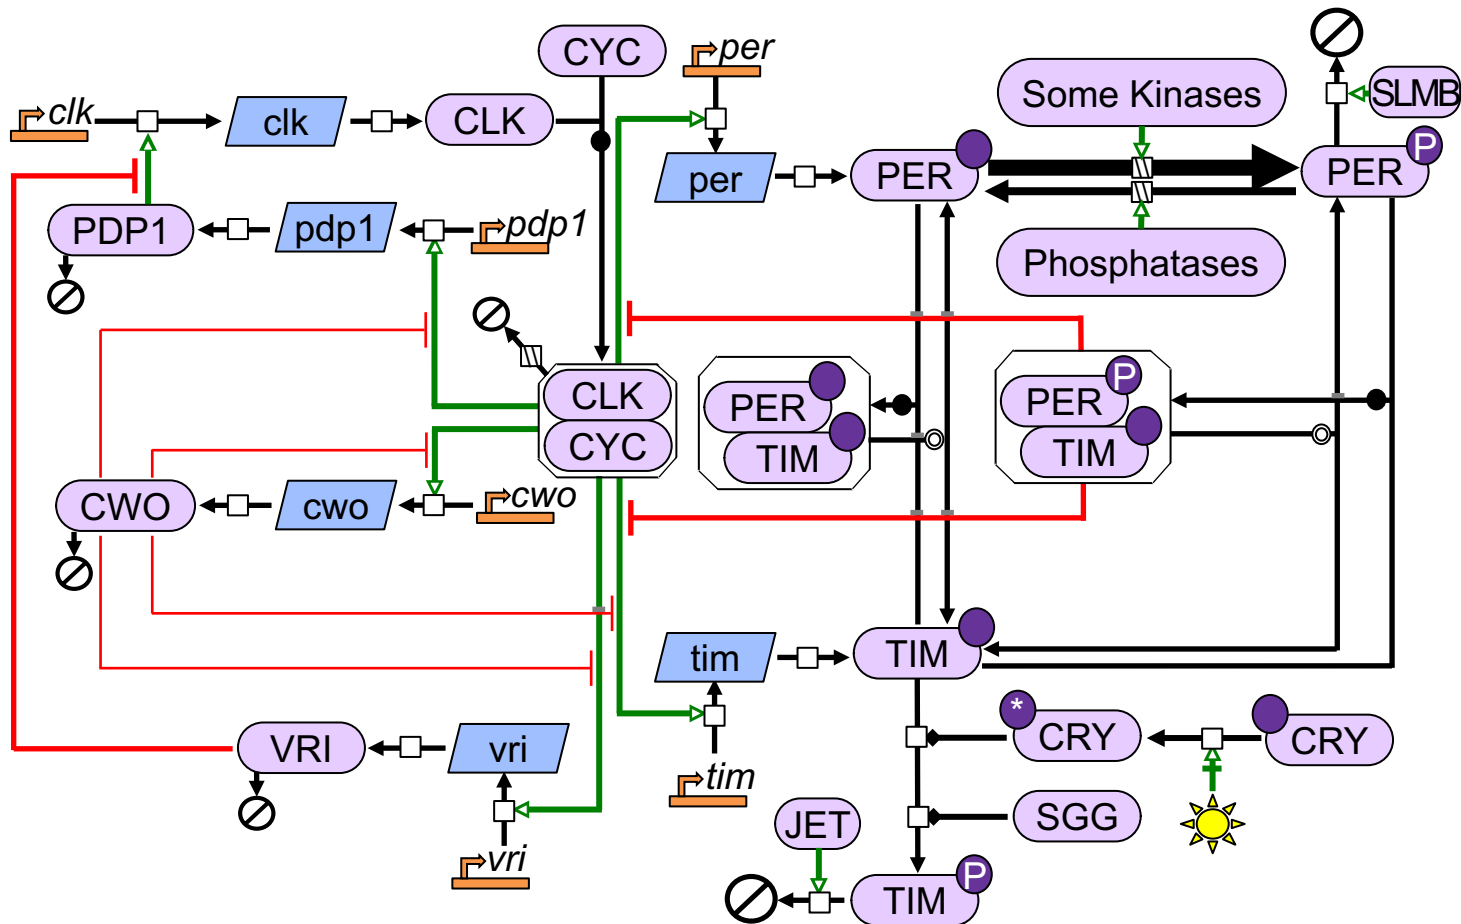 CYC
per
clk
clk
CLK
Some Kinases
SLMB
per
PER
P
PER
PDP1
pdp1
pdp1
Phosphatases
CLK
CYC
PER
TIM
P
PER
TIM
CWO
cwo
cwo
tim
TIM
VRI
vri
tim
*
CRY
CRY
JET
SGG
vri
P
TIM